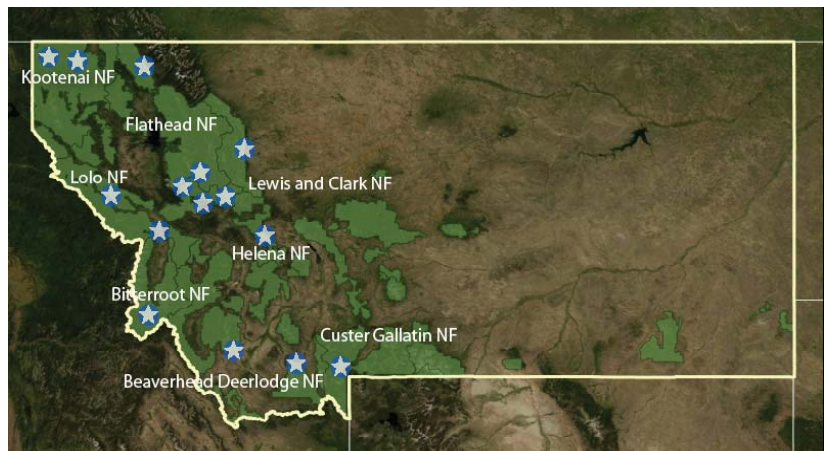 Kootenai NF
Flathead NF
Lolo NF
Lewis and Clark NF
Helena NF
Bitterroot NF
Custer Gallatin NF
Beaverhead Deerlodge NF